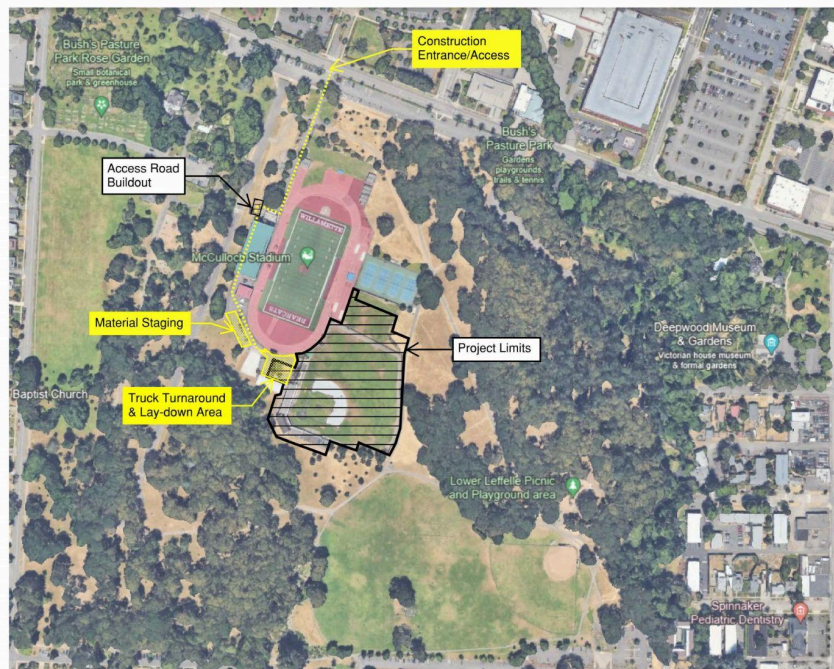 Construction
Entrance/Access
Bush's Pasture
Park Rose Garden
Small botanical
park & greenhouse
Bush's
Pasture Park
Gardens
playgrounds
trails & tennis
Access Road
Buildout
WILLAMETTE
McCulloch Stadium
BEARCATS
Material Staging
Project Limits
Deepwood Museum
& Gardens
Victorian house museum
& formal gardens
Baptist Church
Truck Turnaround
& Lay-down Area
Lower Leffelle Picnic
and Playground area
Spinnaker
Pediatric Dentistry